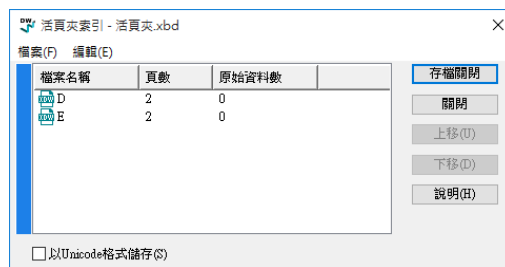 活頁夾索引 - 活頁夾.xbd
檔案(F) 編輯(E)
檔案名稱 頁數 原始資料數
D 2 0
E 2 0
存檔關閉
關閉
上移(U)
下移(D)
說明(H)
以Unicode格式儲存(S)